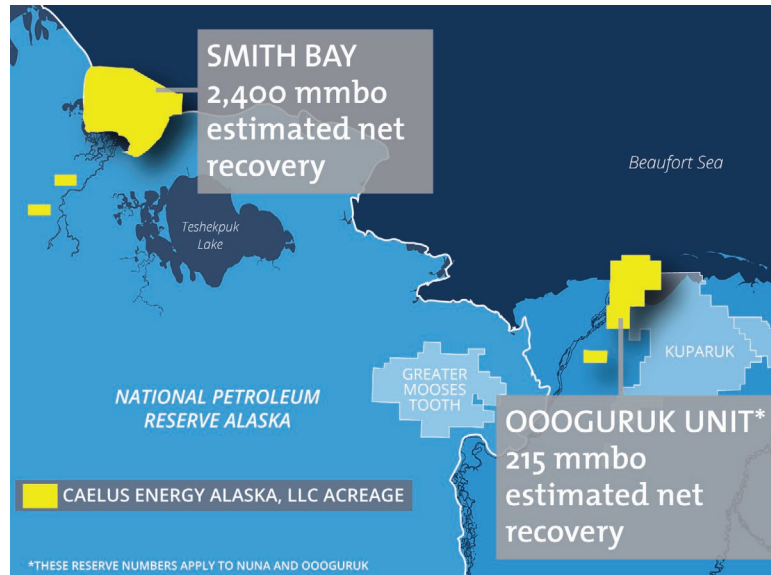 SMITH BAY
2,400 mmbo
estimated net
recovery
Beaufort Sea
Teshekpuk
Lake
KUPARUK
GREATER
MOOSES
TOOTH
NATIONAL PETROLEUM
RESERVE ALASKA
OOOGURUK UNIT*
215 mmbo
estimated net
recovery
CAELUS ENERGY ALASKA, LLC ACREAGE
*THESE RESERVE NUMBERS APPLY TO NUNA AND OOOGURUK